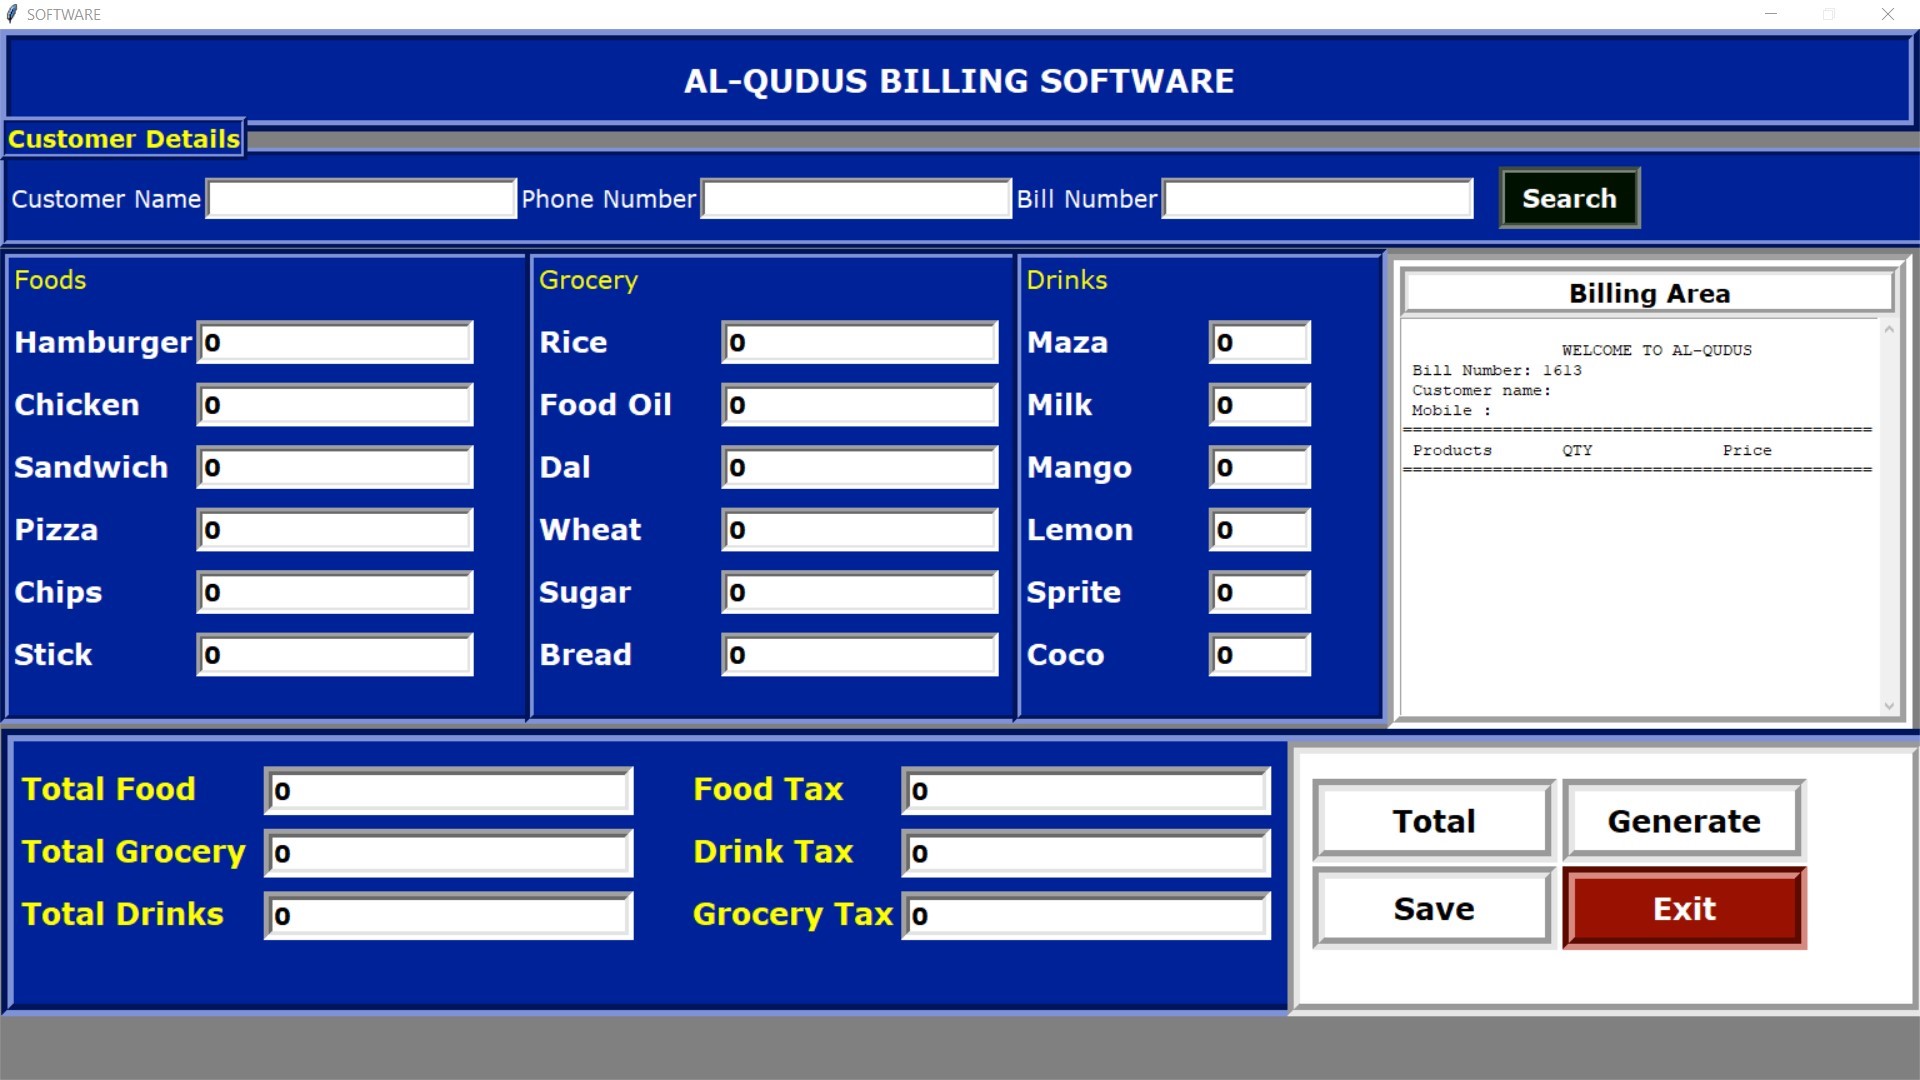 SOFTWARE
AL-QUDUS BILLING SOFTWARE
Customer Details
Customer Name Phone Number Bill Number Search
Foods
Hamburger 0
Chicken 0
Sandwich 0
Pizza 0
Chips 0
Stick 0
Grocery
Rice 0
Food Oil 0
Dal 0
Wheat 0
Sugar 0
Bread 0
Drinks
Maza 0
Milk 0
Mango 0
Lemon 0
Sprite 0
Coco 0
Billing Area
WELCOME TO AL-QUDUS
Bill Number: 1613
Customer name:
Mobile :
===============================================
Products QTY Price
===============================================
Total Food 0
Total Grocery 0
Total Drinks 0
Food Tax 0
Drink Tax 0
Grocery Tax 0
Total Generate
Save Exit